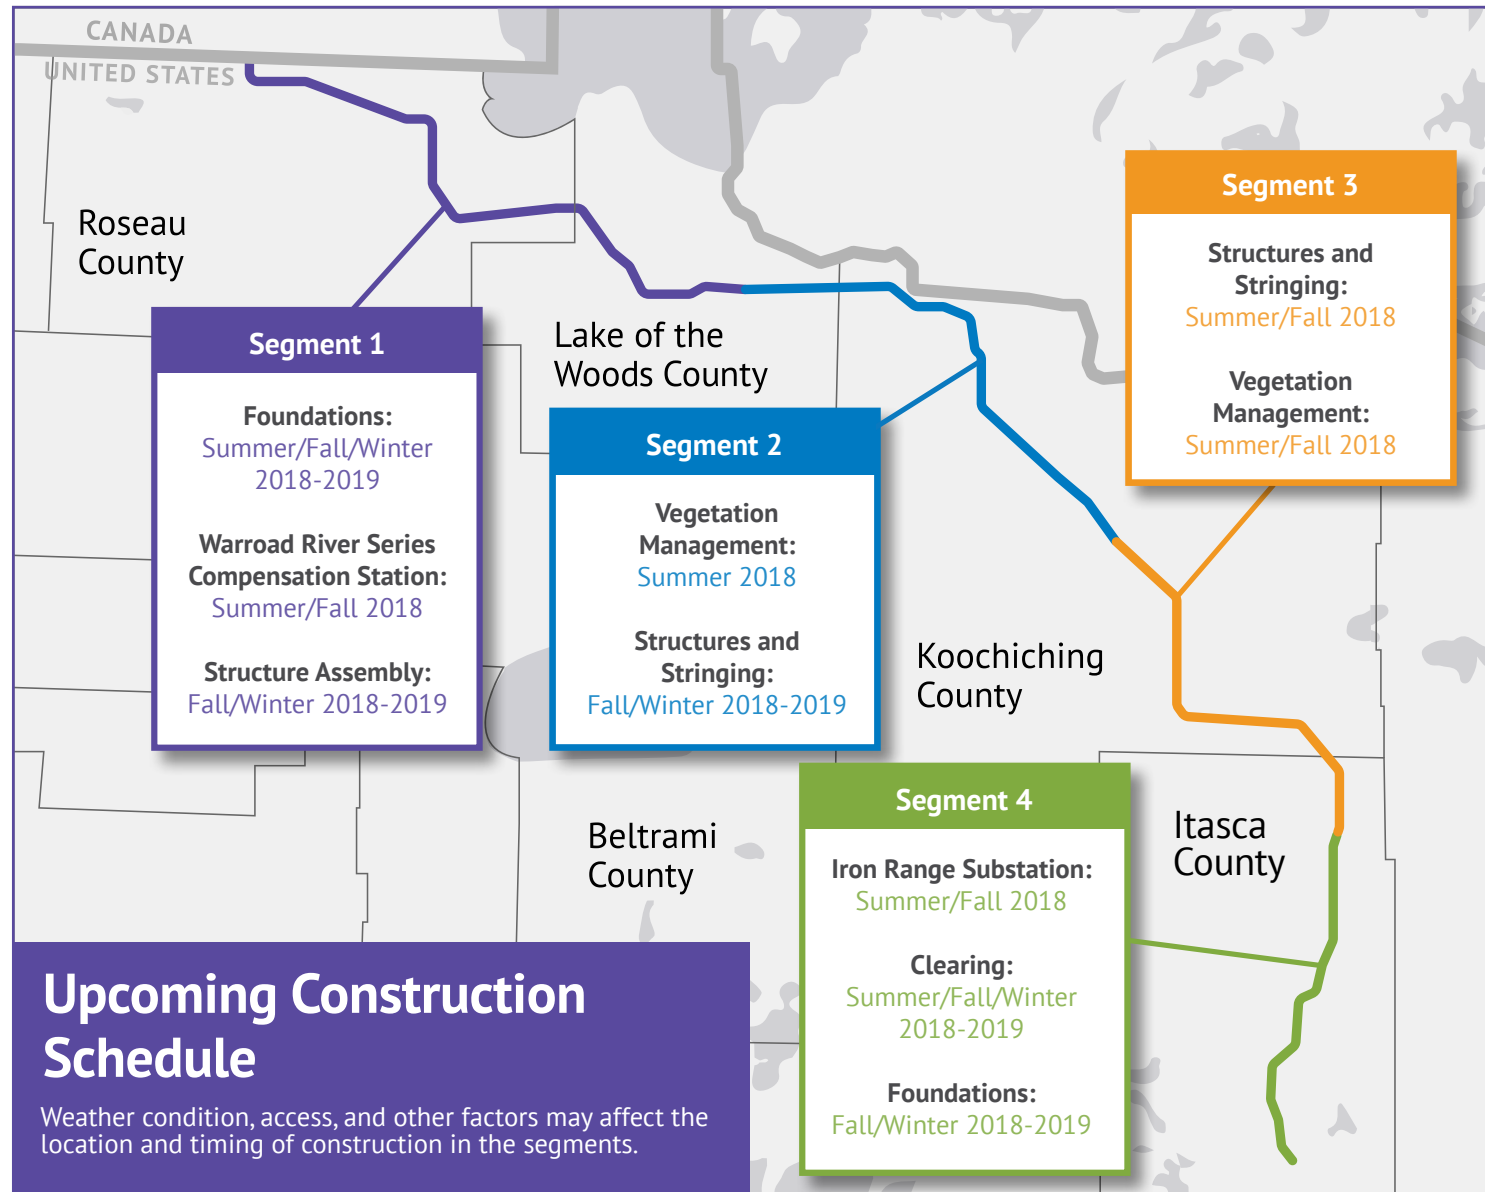 CANADA
UNITED STATES
Roseau
County
Segment 1
Foundations:
Summer/Fall/Winter
2018-2019
Warroad River Series
Compensation Station:
Summer/Fall 2018
Structure Assembly:
Fall/Winter 2018-2019
Lake of the
Woods County
Segment 2
Vegetation
Management:
Summer 2018
Structures and
Stringing:
Fall/Winter 2018-2019
Segment 3
Structures and
Stringing:
Summer/Fall 2018
Vegetation
Management:
Summer/Fall 2018
Koochiching
County
Beltrami
County
Segment 4
Iron Range Substation:
Summer/Fall 2018
Clearing:
Summer/Fall/Winter
2018-2019
Foundations:
Fall/Winter 2018-2019
Itasca
County
Upcoming Construction
Schedule
Weather condition, access, and other factors may affect the
location and timing of construction in the segments.